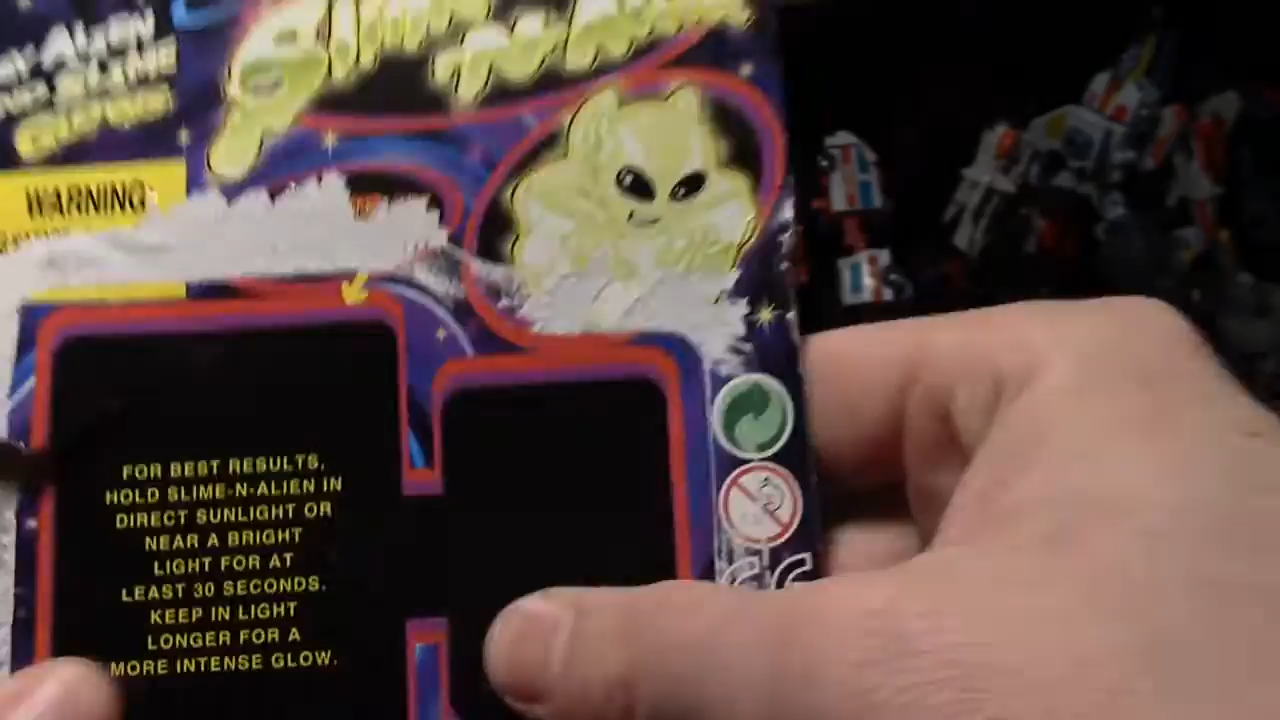 WARNING:
FOR BEST RESULTS,
HOLD SLIME-N-ALIEN IN
DIRECT SUNLIGHT OR
NEAR A BRIGHT
LIGHT FOR AT
LEAST 30 SECONDS.
KEEP IN LIGHT
LONGER FOR A
MORE INTENSE GLOW.
CE